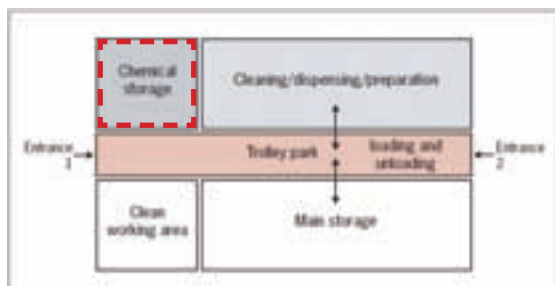 Chemical
storage
Cleaning/dispensing/preparation
Entrance
1
Trolley park
loading and
unloading
Entrance
2
Clean
working area
Main storage